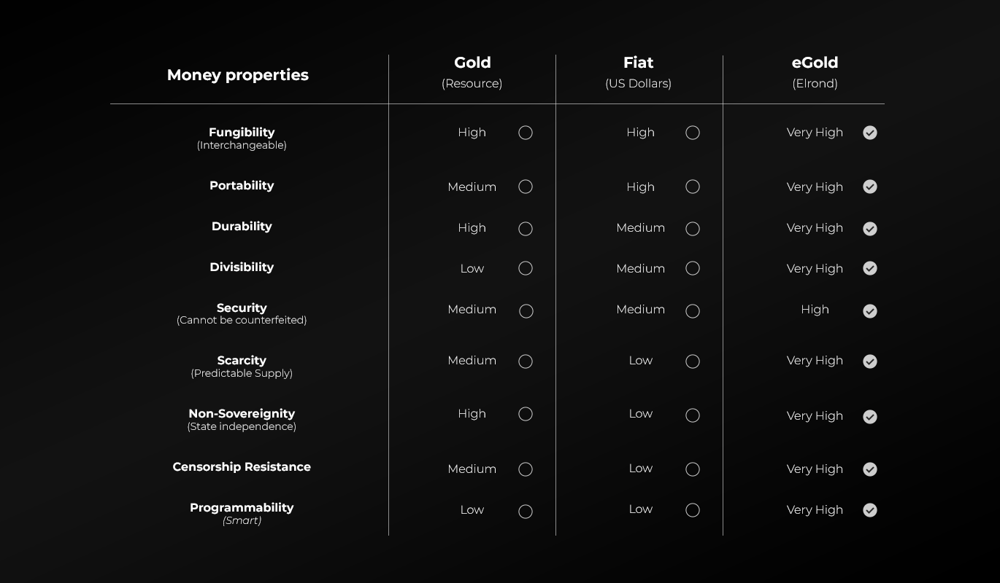 Money properties
Gold
(Resource)
Fiat
(US Dollars)
eGold
(Elrond)
Fungibility
(Interchangeable)
High
High
Very High
Portability
Medium
High
Very High
Durability
High
Medium
Very High
Divisibility
Low
Medium
Very High
Security
(Cannot be counterfeited)
Medium
Medium
High
Scarcity
(Predictable Supply)
Medium
Low
Very High
Non-Sovereignity
(State independence)
High
Low
Very High
Censorship Resistance
Medium
Low
Very High
Programmability
(Smart)
Low
Low
Very High